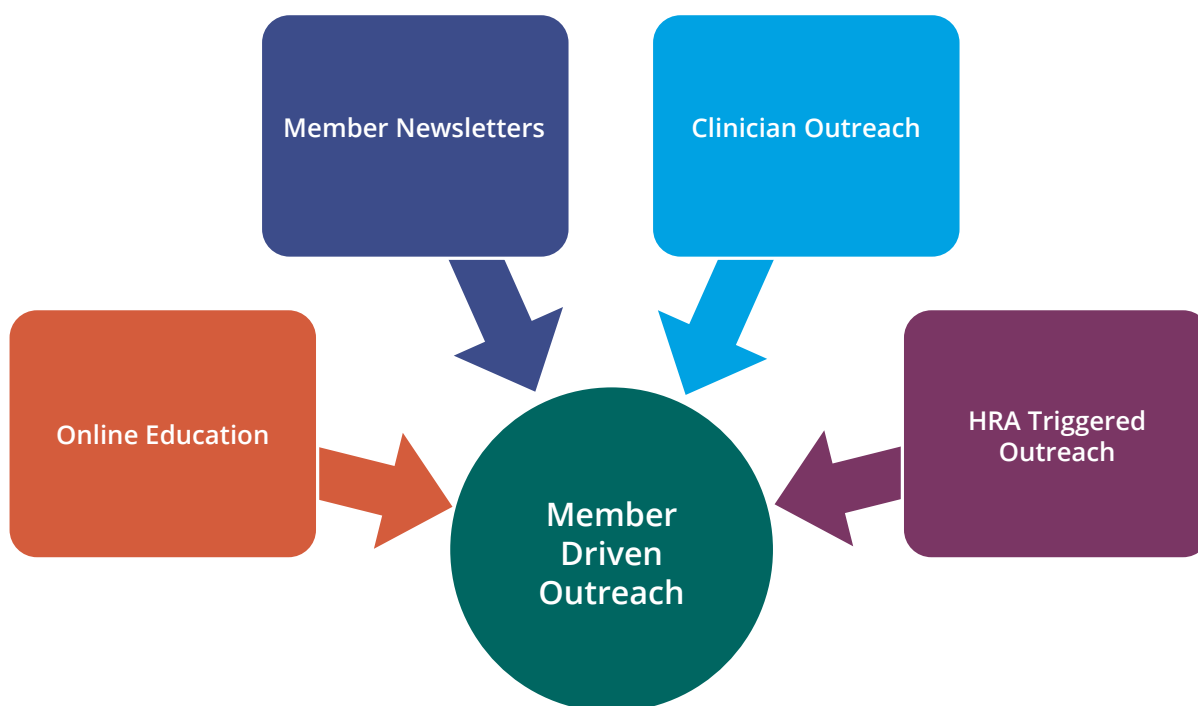 Member Newsletters
Clinician Outreach
Online Education
HRA Triggered
Outreach
Member
Driven
Outreach